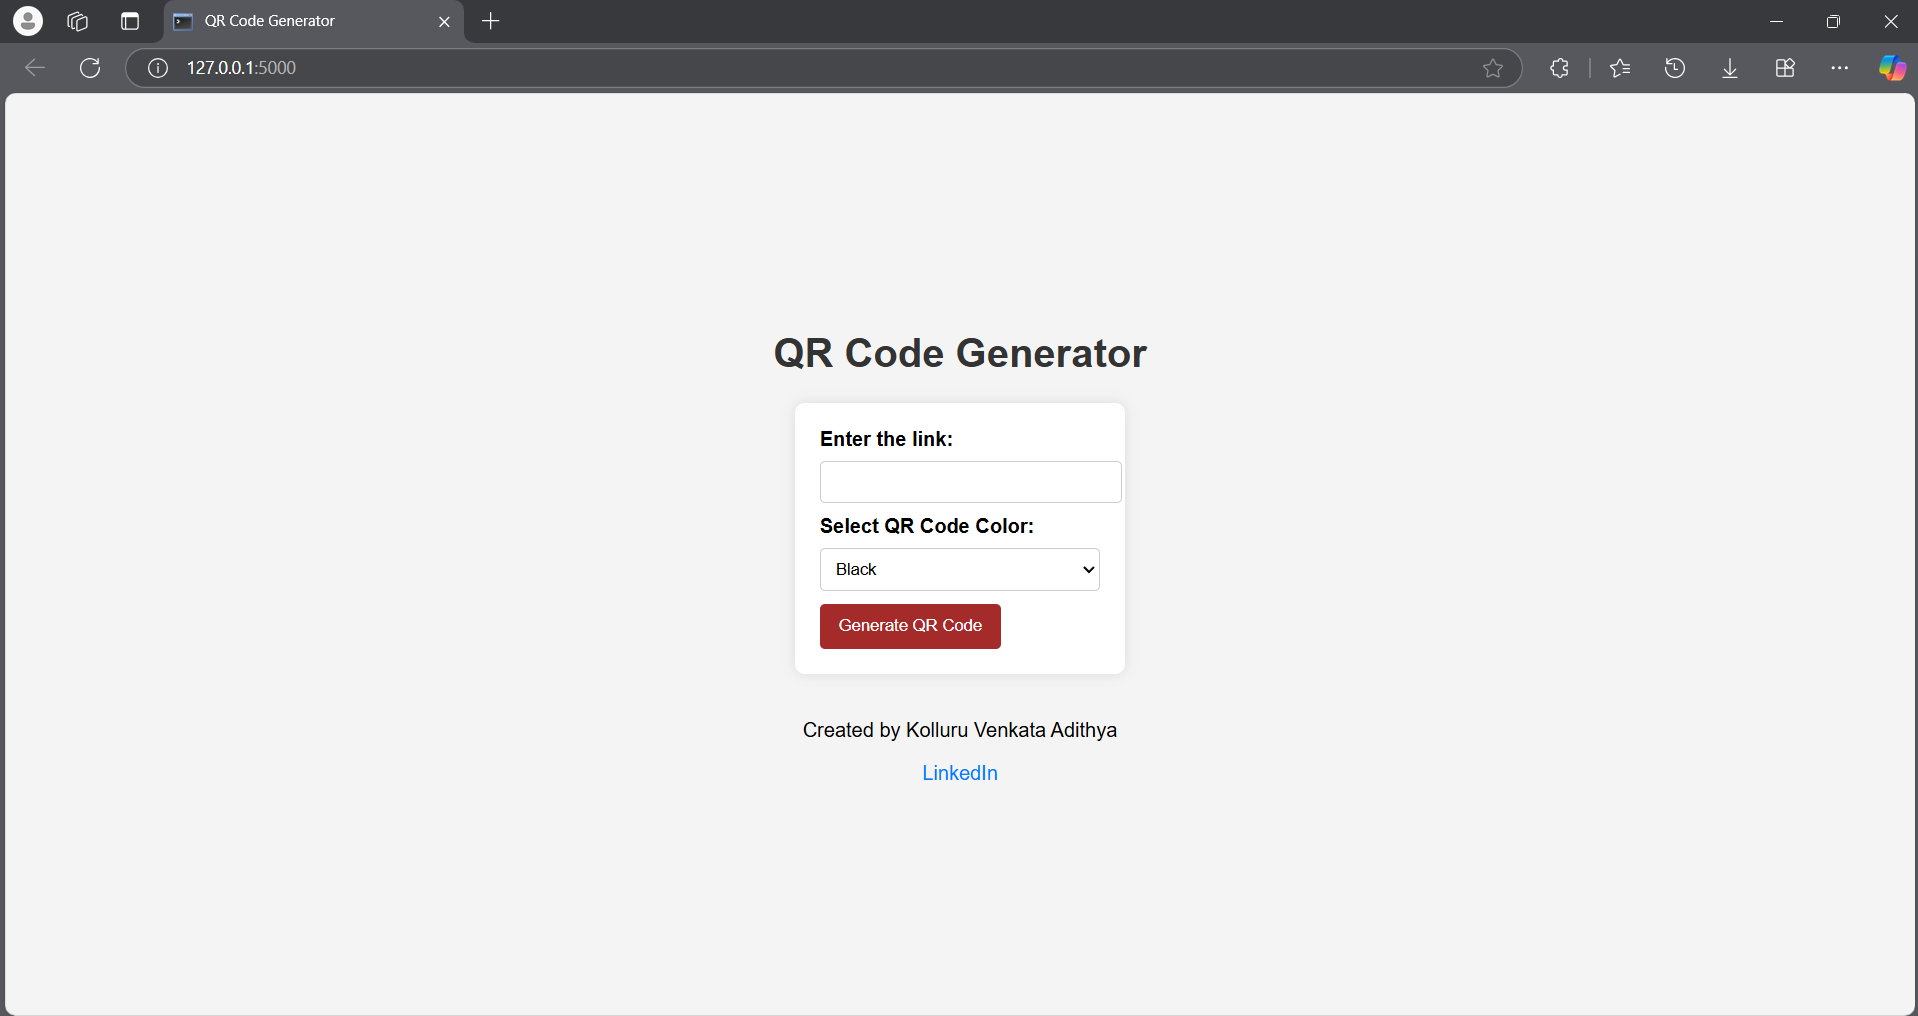 QR Code Generator
127.0.0.1:5000
QR Code Generator
Enter the link:
Select QR Code Color:
Black
Generate QR Code
Created by Kolluru Venkata Adithya
LinkedIn